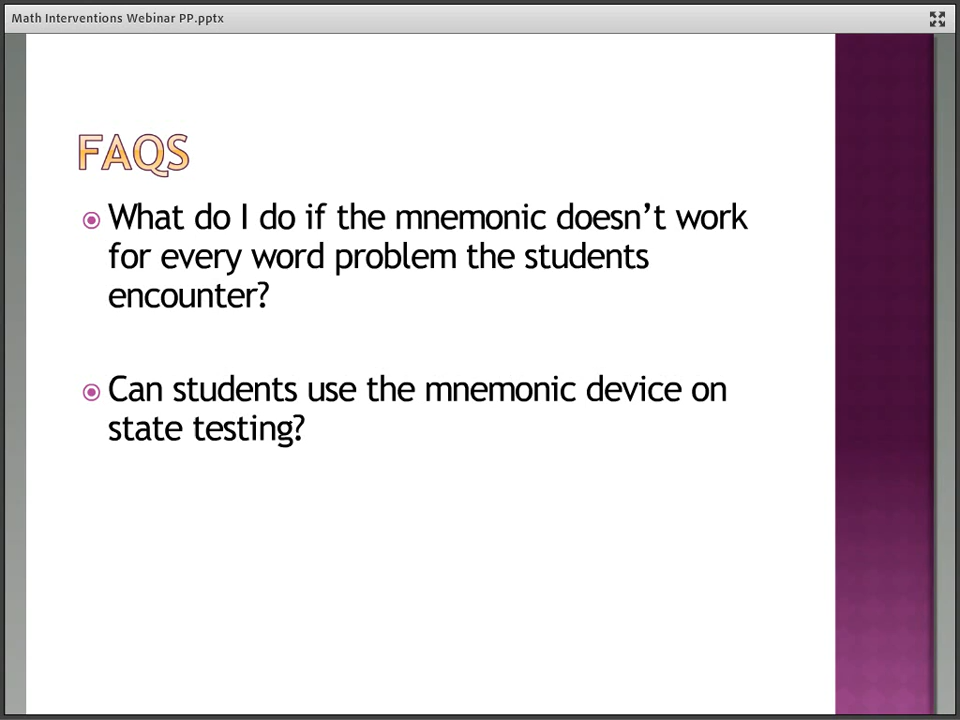 Math Interventions Webinar PP.pptx
FAQS
What do I do if the mnemonic doesn’t work
for every word problem the students
encounter?
Can students use the mnemonic device on
state testing?